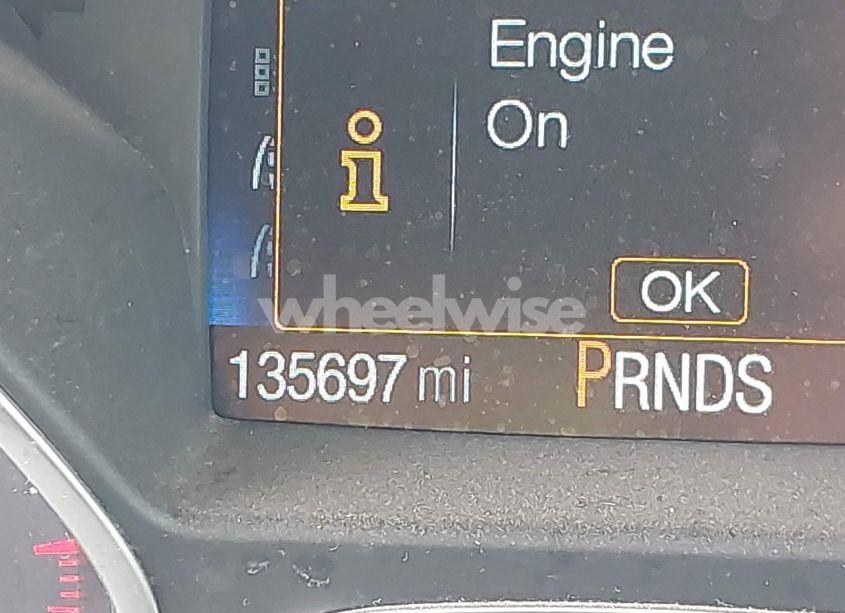 Engine
On
OK
wheelwise
135697 mi PRNDS